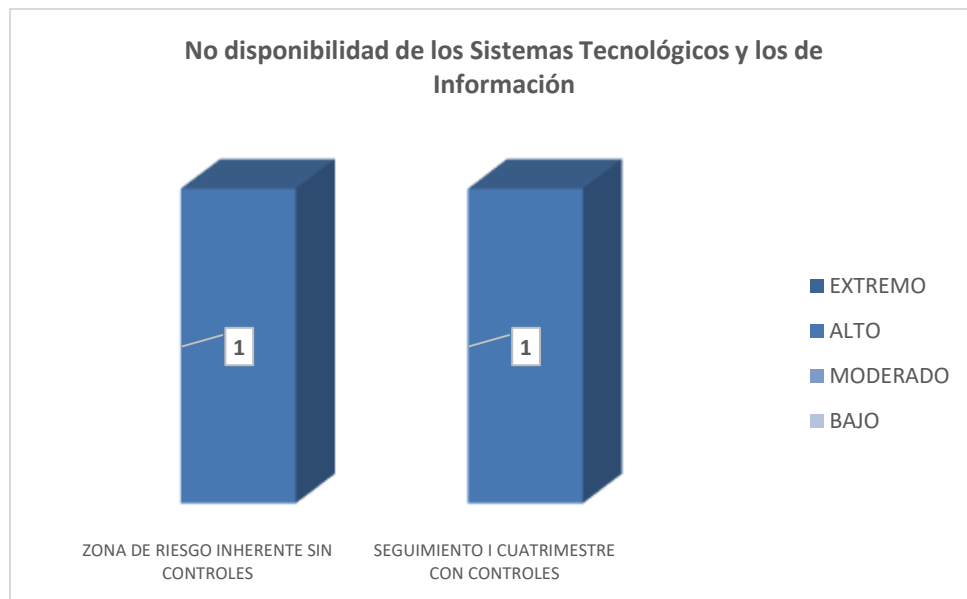 No disponibilidad de los Sistemas Tecnológicos y los de
Información
1
1
EXTREMO
ALTO
MODERADO
BAJO
ZONA DE RIESGO INHERENTE SIN
CONTROLES
SEGUIMIENTO I CUATRIMESTRE
CON CONTROLES